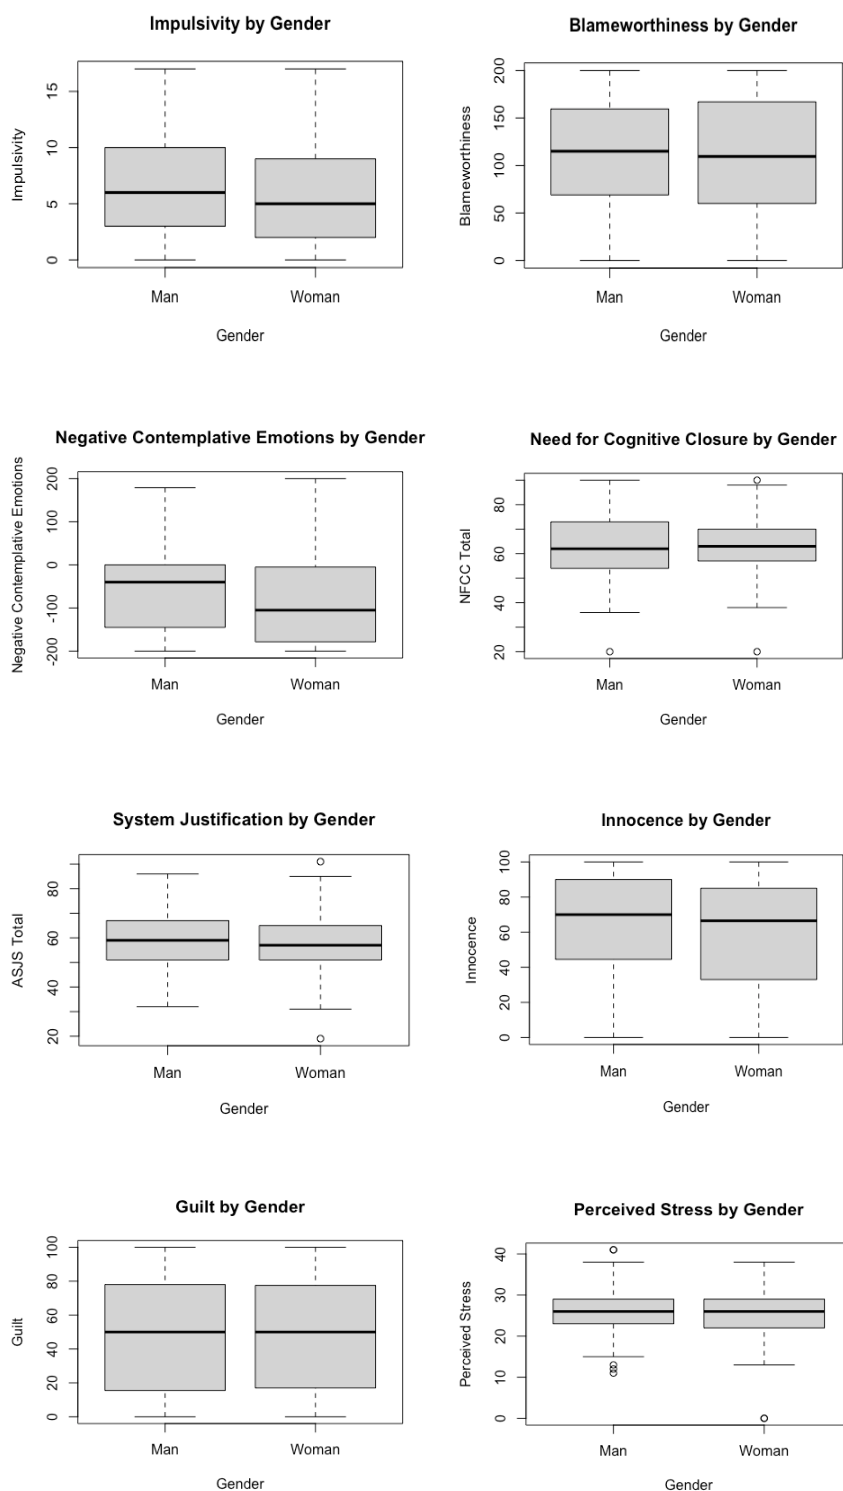 Impulsivity by Gender
Impulsivity
15
10
5
0
Man Woman
Gender
Blameworthiness by Gender
Blameworthiness
200
150
100
50
0
Man Woman
Gender
Negative Contemplative Emotions by Gender
Negative Contemplative Emotions
200
100
0
-100
-200
Man Woman
Gender
Need for Cognitive Closure by Gender
NFCC Total
80
60
40
20
Man Woman
Gender
System Justification by Gender
ASJS Total
80
60
40
20
Man Woman
Gender
Innocence by Gender
Innocence
100
80
60
40
20
0
Man Woman
Gender
Guilt by Gender
Guilt
100
80
60
40
20
0
Man Woman
Gender
Perceived Stress by Gender
Perceived Stress
40
30
20
10
0
Man Woman
Gender